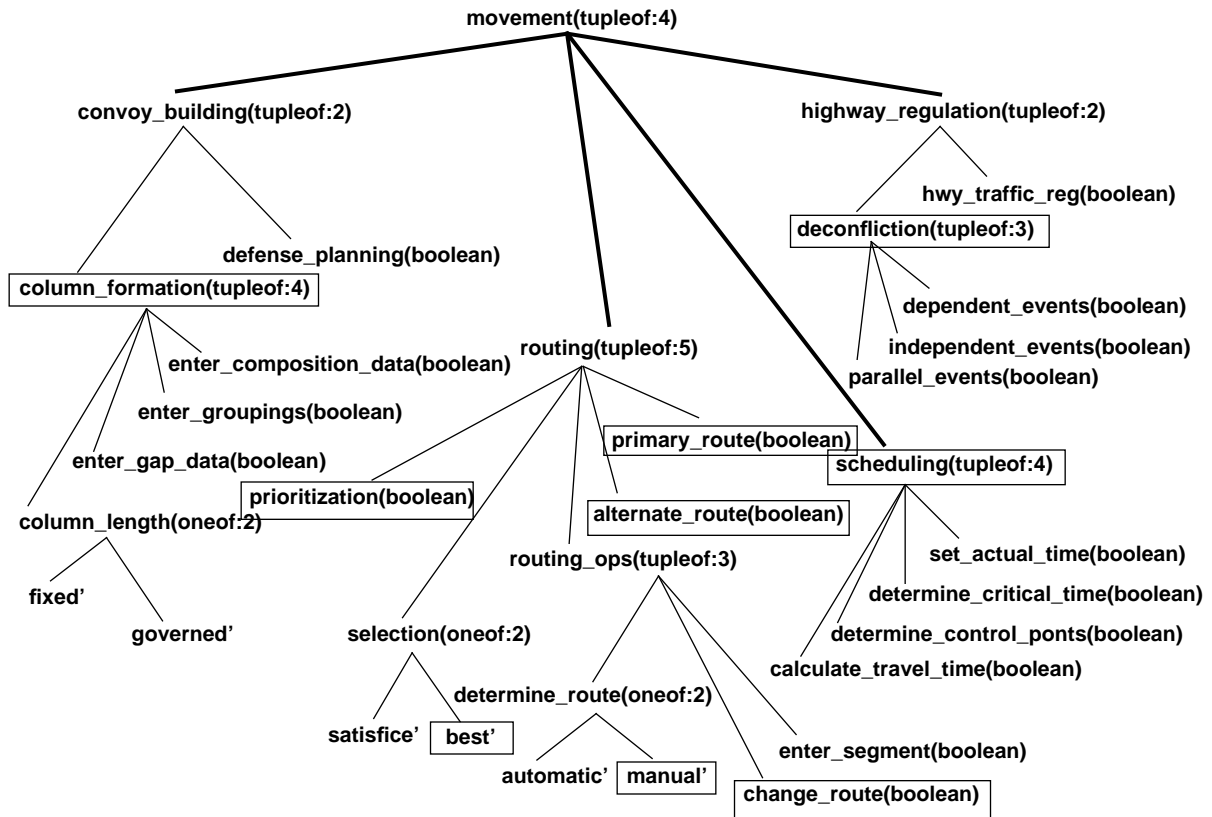 movement(tupleof:4)
convoy_building(tupleof:2)
highway_regulation(tupleof:2)
hwy_traffic_reg(boolean)
deconfliction(tupleof:3)
defense_planning(boolean)
column_formation(tupleof:4)
dependent_events(boolean)
independent_events(boolean)
parallel_events(boolean)
routing(tupleof:5)
enter_composition_data(boolean)
enter_groupings(boolean)
primary_route(boolean)
enter_gap_data(boolean)
scheduling(tupleof:4)
prioritization(boolean)
alternate_route(boolean)
column_length(oneof:2)
routing_ops(tupleof:3)
set_actual_time(boolean)
fixed’
determine_critical_time(boolean)
governed’
selection(oneof:2)
determine_control_ponts(boolean)
calculate_travel_time(boolean)
determine_route(oneof:2)
satisfice’
best’
enter_segment(boolean)
automatic’
manual’
change_route(boolean)